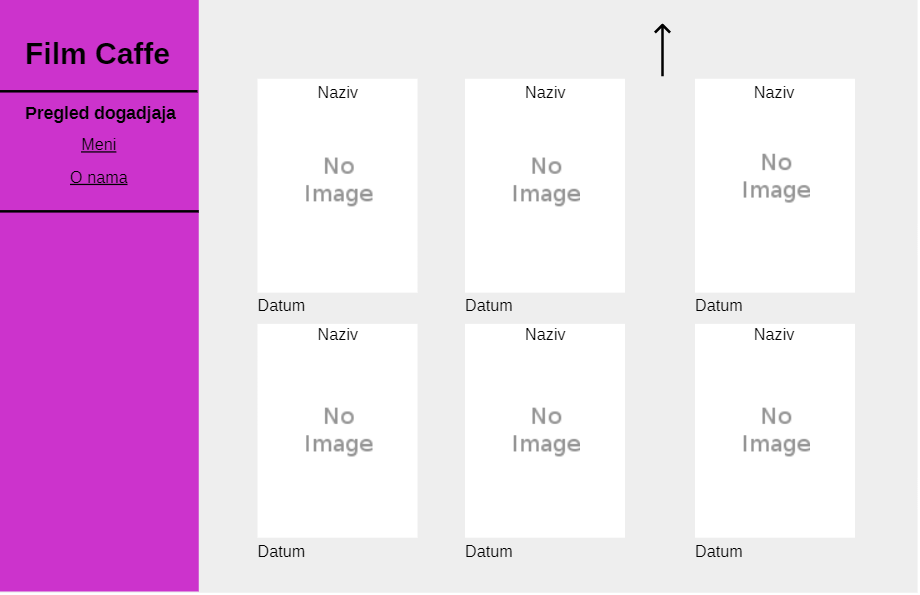 Film Caffe
Pregled dogadjaja
Meni
O nama
Naziv
No
Image
Datum
Naziv
No
Image
Datum
Naziv
No
Image
Datum
Naziv
No
Image
Datum
Naziv
No
Image
Datum
Naziv
No
Image
Datum